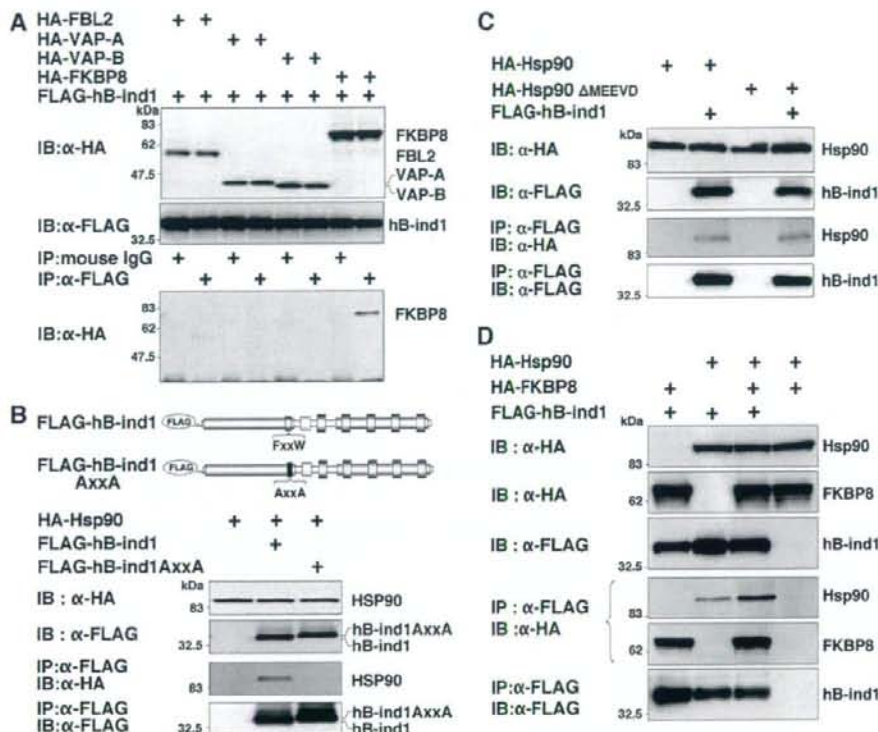 A
HA-FBL2 + +
HA-VAP-A + +
HA-VAP-B + +
HA-FKBP8 + +
FLAG-hB-ind1 + + + + + + + +
kDa
83
62
47.5
IB:α-HA
FKBP8
FBL2
VAP-A
VAP-B
IB:α-FLAG
32.5
hB-ind1
IP:mouse IgG + + + +
IP:α-FLAG + + + +
83
62
47.5
IB:α-HA
FKBP8
B
FLAG-hB-ind1
FLAG
FxxW
FLAG-hB-ind1
AxxA
FLAG
AxxA
HA-Hsp90 + + +
FLAG-hB-ind1 +
FLAG-hB-ind1AxxA +
kDa
IB : α-HA
83
HSP90
IB : α-FLAG
32.5
hB-ind1AxxA
hB-ind1
IP:α-FLAG
IB:α-HA
83
HSP90
IP:α-FLAG
IB:α-FLAG
32.5
hB-ind1AxxA
hB-ind1
C
HA-Hsp90 + +
HA-Hsp90 ΔMEEVD + +
FLAG-hB-ind1 + +
kDa
IB: α-HA
83
Hsp90
IB: α-FLAG
32.5
hB-ind1
IP: α-FLAG
IB: α-HA
83
Hsp90
IP: α-FLAG
IB: α-FLAG
32.5
hB-ind1
D
HA-Hsp90 + + +
HA-FKBP8 + + +
FLAG-hB-ind1 + + +
kDa
IB : α-HA
83
Hsp90
IB : α-HA
62
FKBP8
IB : α-FLAG
32.5
hB-ind1
IP : α-FLAG
IB :α-HA
83
Hsp90
62
FKBP8
IP:α-FLAG
IB:α-FLAG
32.5
hB-ind1